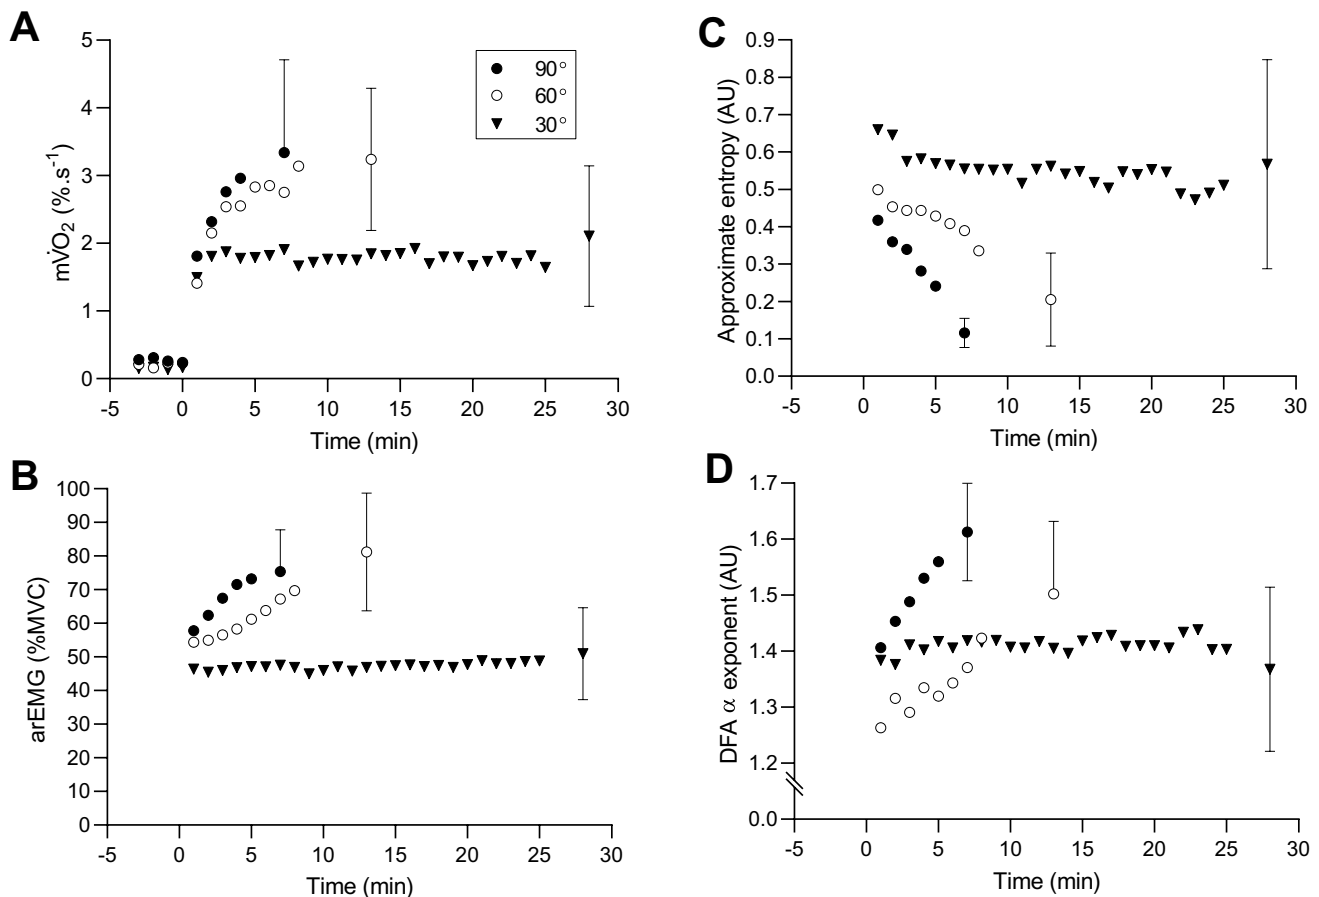 A
5
4
3
2
1
0
mV̇O2 (%.s-1)
90°
60°
30°
-5 0 5 10 15 20 25 30
Time (min)
B
100
90
80
70
60
50
40
30
20
10
0
arEMG (%MVC)
-5 0 5 10 15 20 25 30
Time (min)
C
0.9
0.8
0.7
0.6
0.5
0.4
0.3
0.2
0.1
0.0
Approximate entropy (AU)
-5 0 5 10 15 20 25 30
Time (min)
D
1.7
1.6
1.5
1.4
1.3
1.2
0.0
DFA α exponent (AU)
-5 0 5 10 15 20 25 30
Time (min)